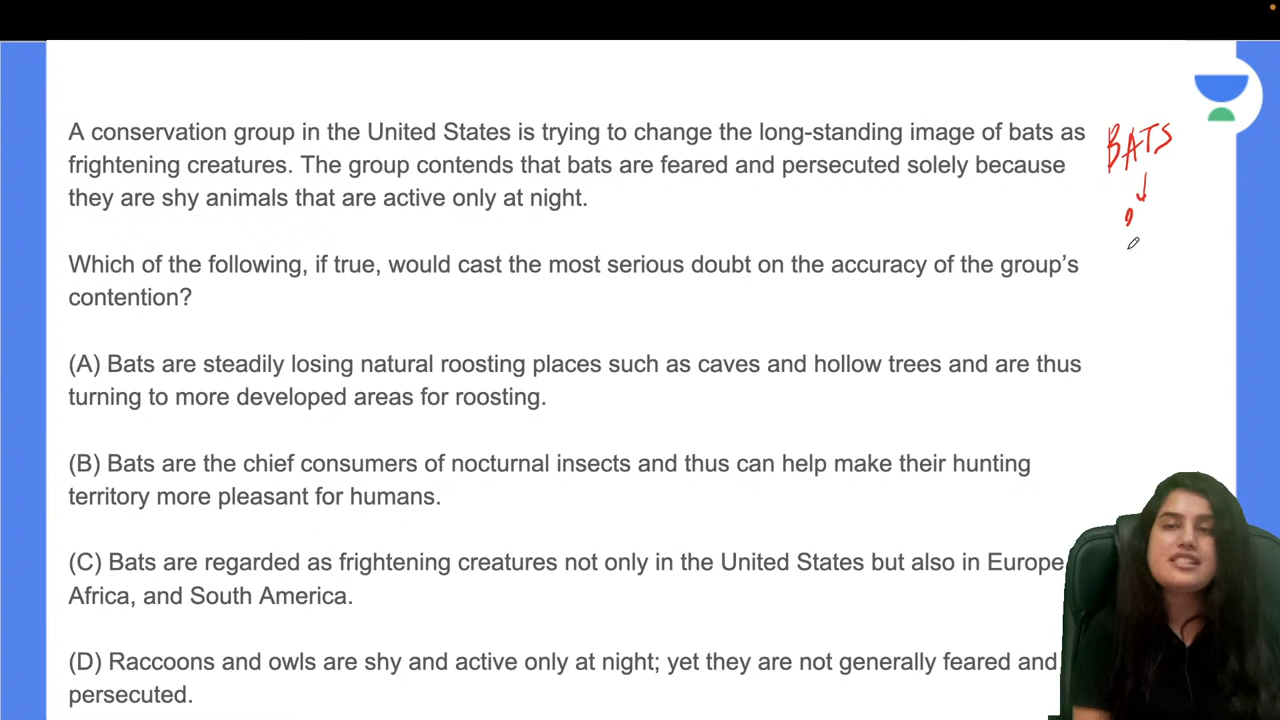 A conservation group in the United States is trying to change the long-standing image of bats as
frightening creatures. The group contends that bats are feared and persecuted solely because
they are shy animals that are active only at night.
BATS
Which of the following, if true, would cast the most serious doubt on the accuracy of the group’s
contention?
(A) Bats are steadily losing natural roosting places such as caves and hollow trees and are thus
turning to more developed areas for roosting.
(B) Bats are the chief consumers of nocturnal insects and thus can help make their hunting
territory more pleasant for humans.
(C) Bats are regarded as frightening creatures not only in the United States but also in Europe
Africa, and South America.
(D) Raccoons and owls are shy and active only at night; yet they are not generally feared and
persecuted.